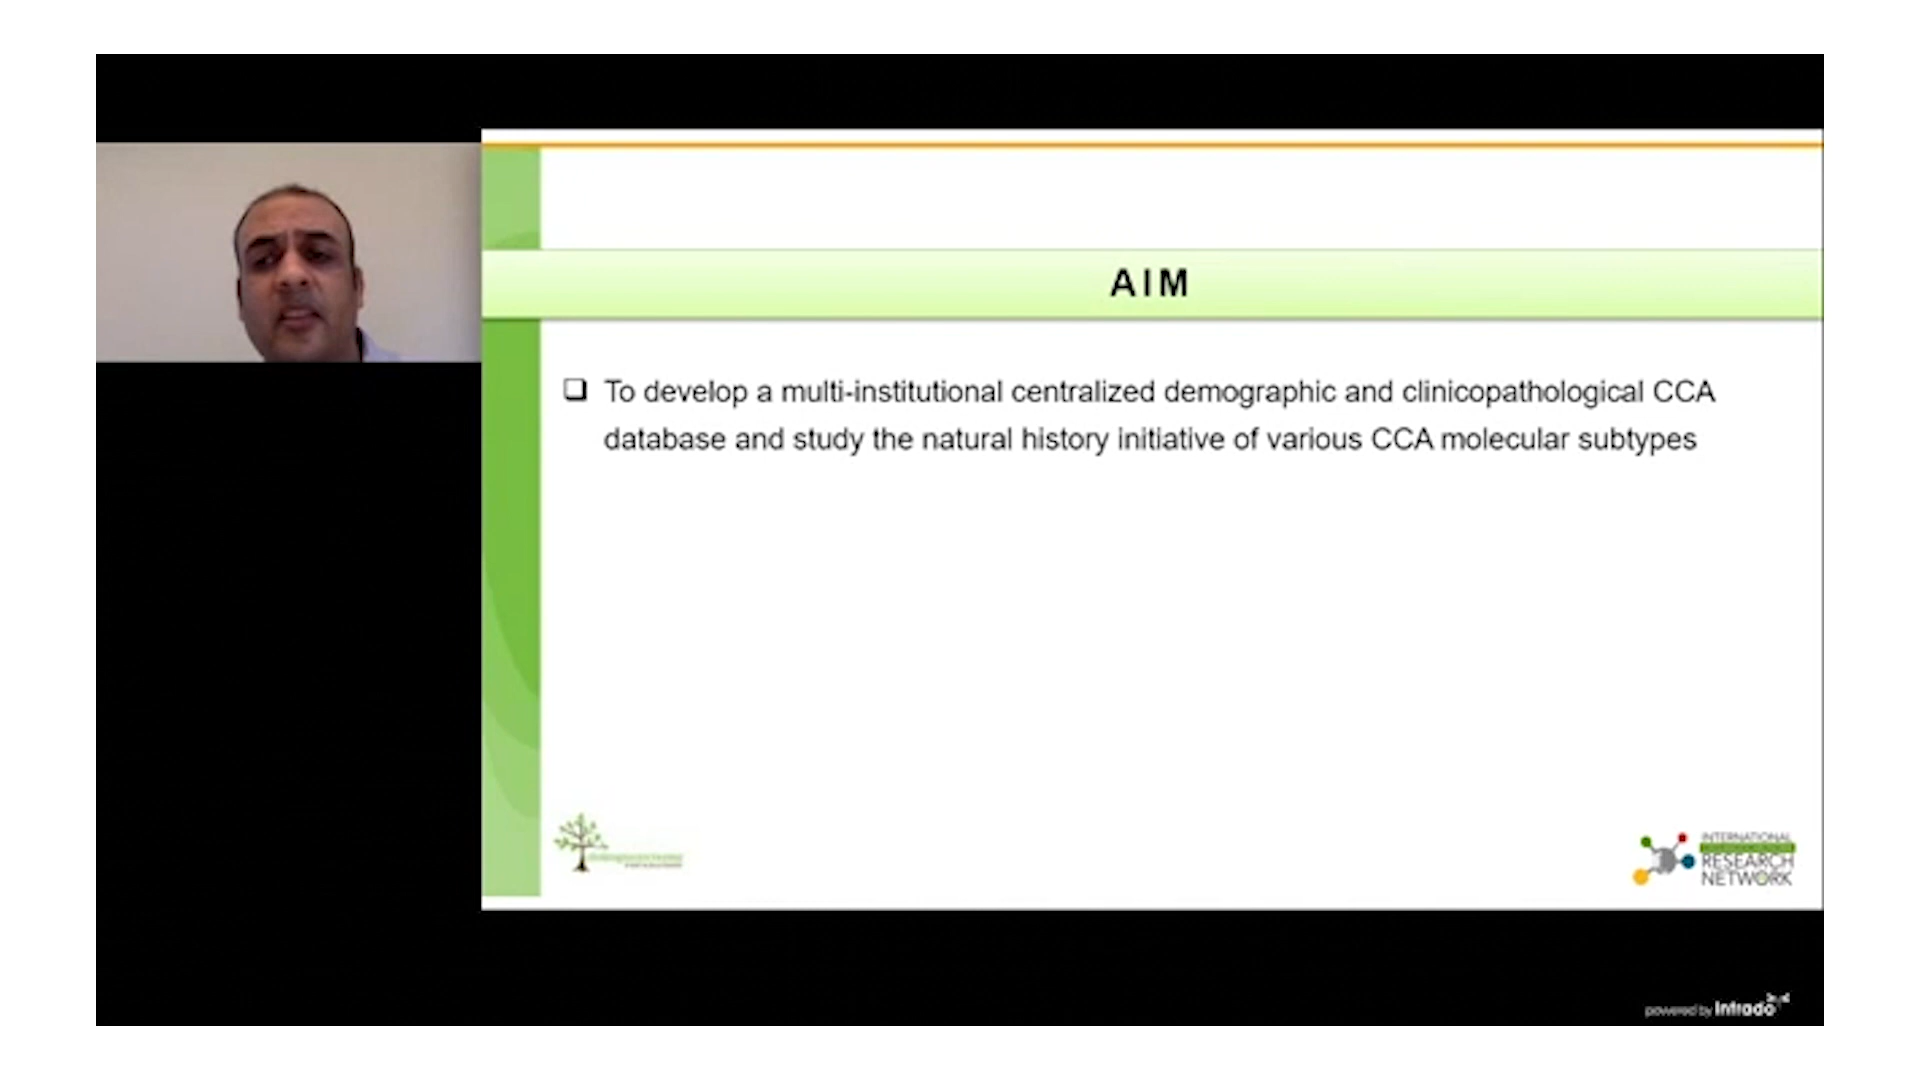 AIM
To develop a multi-institutional centralized demographic and clinicopathological CCA
database and study the natural history initiative of various CCA molecular subtypes
INTERNATIONAL
RESEARCH
NETWORK
powered by intrado